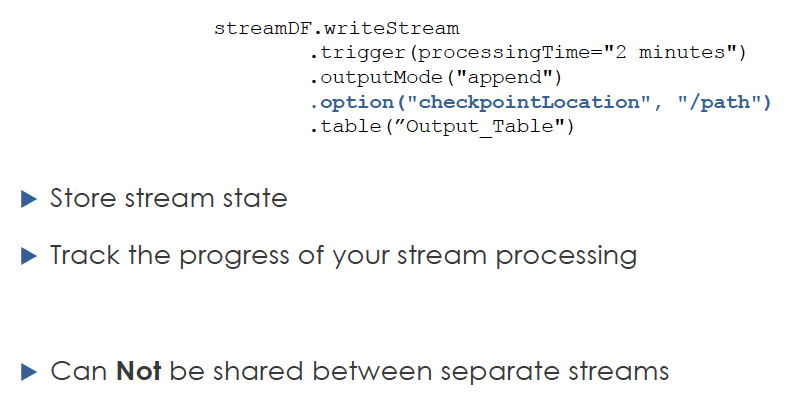 streamDF.writeStream
.trigger(processingTime="2 minutes")
.outputMode("append")
.option("checkpointLocation", "/path")
.table(”Output_Table")
Store stream state
Track the progress of your stream processing
Can Not be shared between separate streams